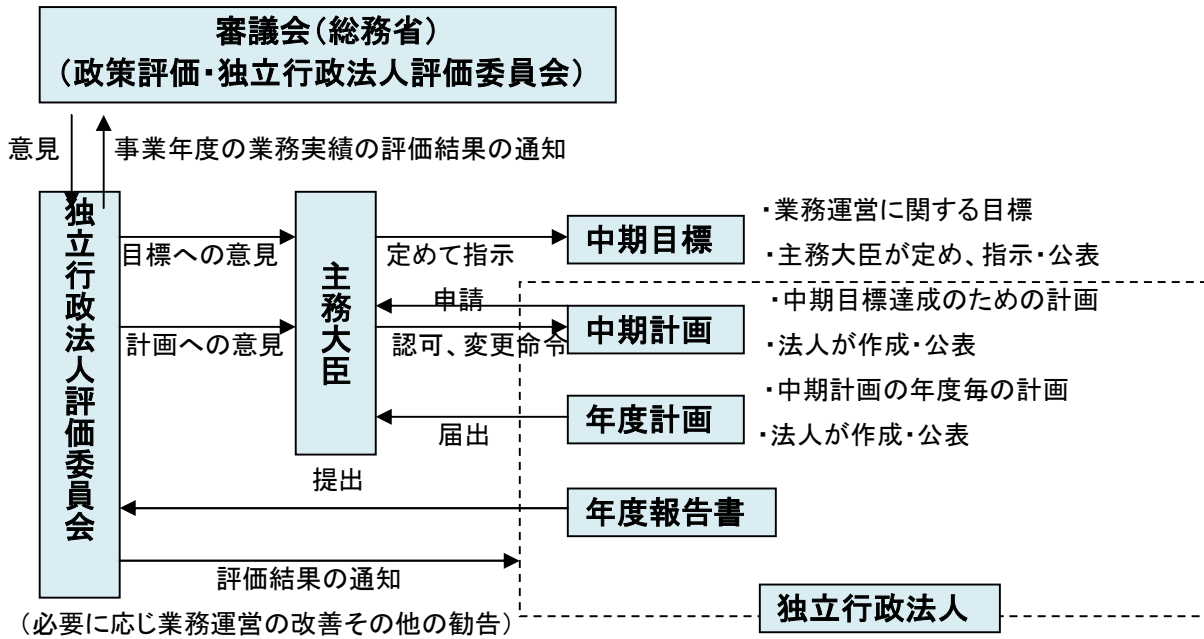 審議会(総務省)
(政策評価・独立行政法人評価委員会)
意見
事業年度の業務実績の評価結果の通知
独立行政法人評価委員会
主務大臣
目標への意見
定めて指示
中期目標
・業務運営に関する目標
・主務大臣が定め、指示・公表
申請
計画への意見
認可、変更命令
中期計画
・中期目標達成のための計画
・法人が作成・公表
届出
年度計画
・中期計画の年度毎の計画
・法人が作成・公表
提出
年度報告書
評価結果の通知
(必要に応じ業務運営の改善その他の勧告)
独立行政法人